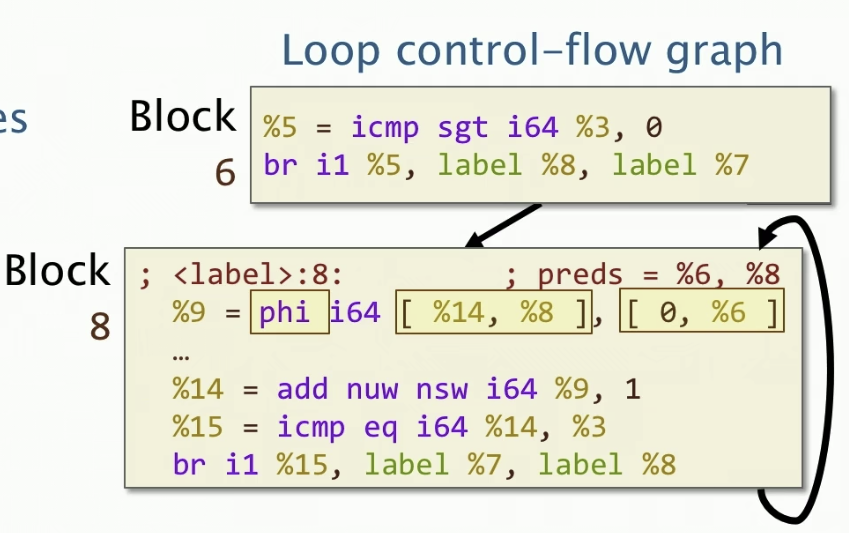 Loop control-flow graph
es
Block
6
%5 = icmp sgt i64 %3, 0
br i1 %5, label %8, label %7
Block
8
; <label>:8: ; preds = %6, %8
%9 = phi i64 [ %14, %8 ], [ 0, %6 ]
…
%14 = add nuw nsw i64 %9, 1
%15 = icmp eq i64 %14, %3
br i1 %15, label %7, label %8